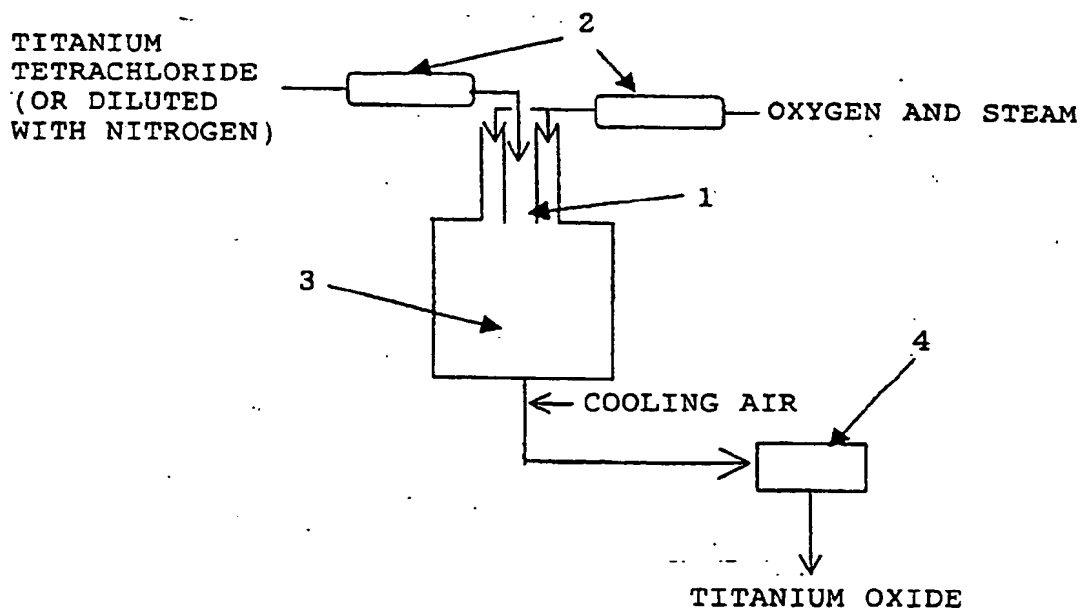 2
TITANIUM
TETRACHLORIDE
(OR DILUTED
WITH NITROGEN)
OXYGEN AND STEAM
1
3
4
COOLING AIR
TITANIUM OXIDE